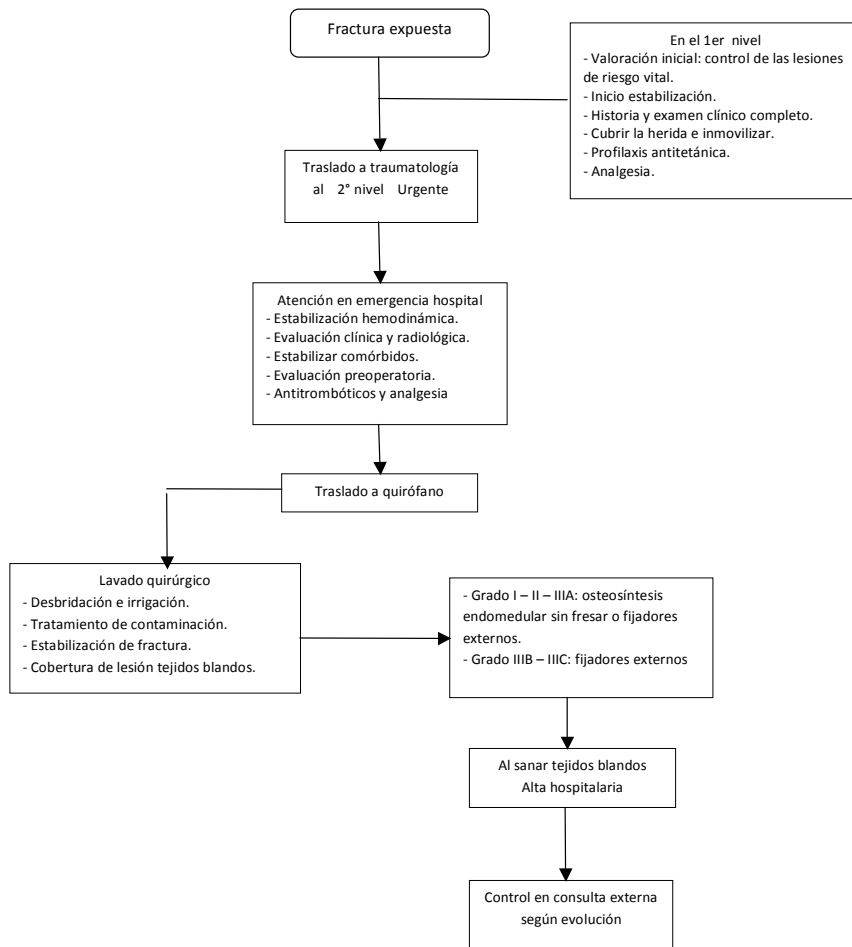 Fractura expuesta
En el 1er nivel
- Valoración inicial: control de las lesiones
de riesgo vital.
- Inicio estabilización.
- Historia y examen clínico completo.
- Cubrir la herida e inmovilizar.
- Profilaxis antitetánica.
- Analgesia.
Traslado a traumatología
al 2° nivel Urgente
Atención en emergencia hospital
- Estabilización hemodinámica.
- Evaluación clínica y radiológica.
- Estabilizar comórbidos.
- Evaluación preoperatoria.
- Antitrombóticos y analgesia
Traslado a quirófano
Lavado quirúrgico
- Desbridación e irrigación.
- Tratamiento de contaminación.
- Estabilización de fractura.
- Cobertura de lesión tejidos blandos.
- Grado I – II – IIIA: osteosíntesis
endomedular sin fresar o fijadores
externos.
- Grado IIIB – IIIC: fijadores externos
Al sanar tejidos blandos
Alta hospitalaria
Control en consulta externa
según evolución